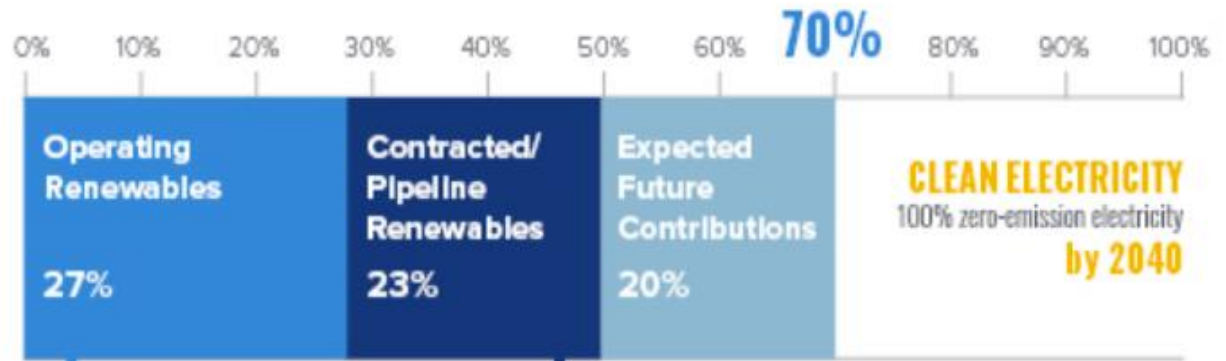 0% 10% 20% 30% 40% 50% 60% 70% 80% 90% 100%
Operating
Renewables
27%
Contracted/
Pipeline
Renewables
23%
Expected
Future
Contributions
20%
CLEAN ELECTRICITY
100% zero-emission electricity
by 2040